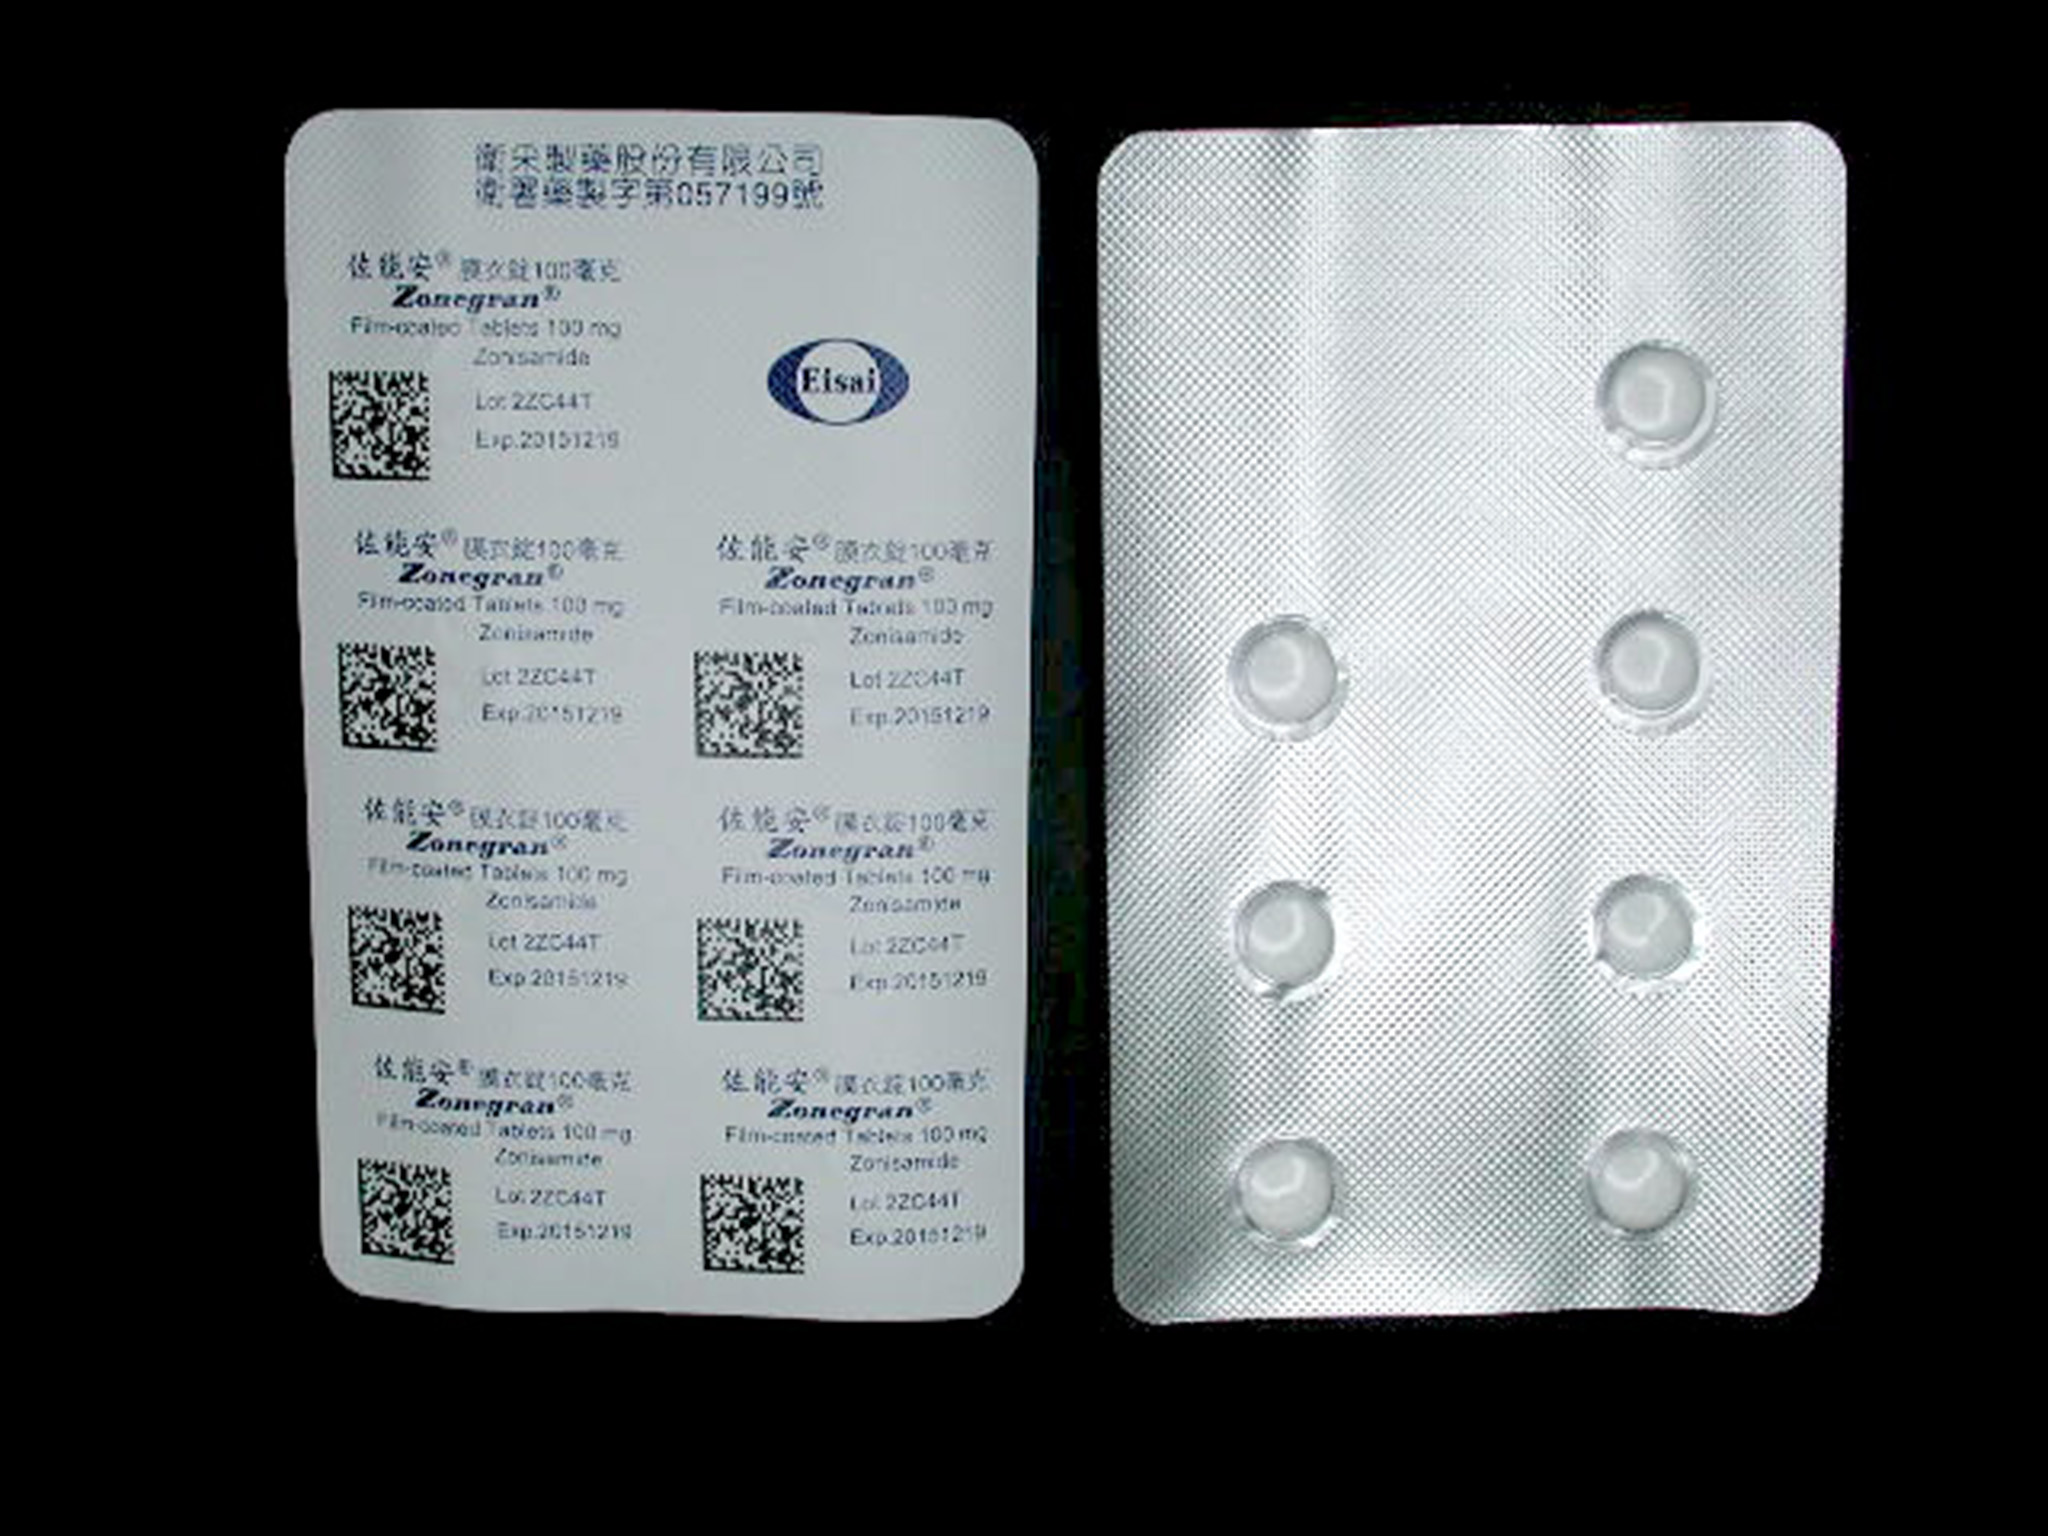 衛采製藥股份有限公司
衛署藥製字第057199號
佐能安® 膜衣錠100毫克
Zonegran®
Film-coated Tablets 100 mg
Zonisamide
Lot 2ZC44T
Exp.20151219
Eisai
佐能安® 膜衣錠100毫克
Zonegran®
Film-coated Tablets 100 mg
Zonisamide
Lot 2ZC44T
Exp.20151219
佐能安® 膜衣錠100毫克
Zonegran®
Film-coated Tablets 100 mg
Zonisamide
Lot 2ZC44T
Exp.20151219
佐能安® 膜衣錠100毫克
Zonegran®
Film-coated Tablets 100 mg
Zonisamide
Lot 2ZC44T
Exp.20151219
佐能安® 膜衣錠100毫克
Zonegran®
Film-coated Tablets 100 mg
Zonisamide
Lot 2ZC44T
Exp.20151219
佐能安® 膜衣錠100毫克
Zonegran®
Film-coated Tablets 100 mg
Zonisamide
Lot 2ZC44T
Exp.20151219
佐能安® 膜衣錠100毫克
Zonegran®
Film-coated Tablets 100 mg
Zonisamide
Lot 2ZC44T
Exp.20151219